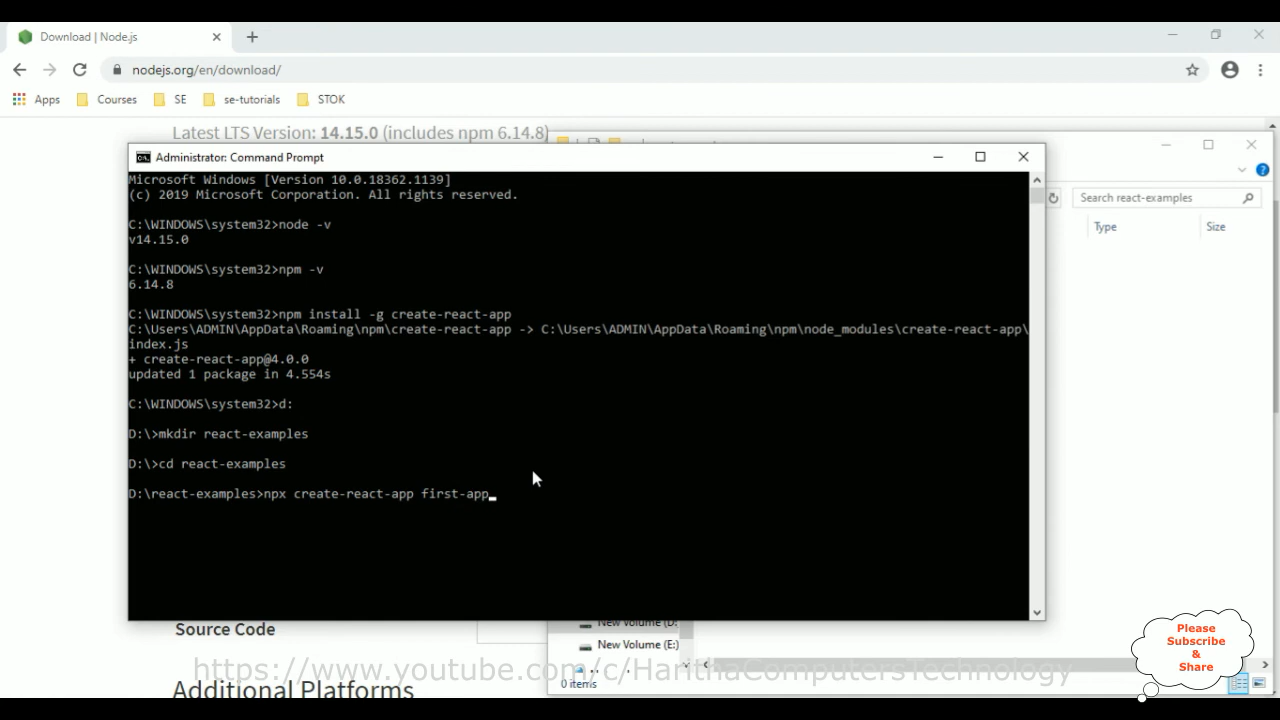 Download | Node.js
nodejs.org/en/download/
Apps
Courses
SE
se-tutorials
STOK
Latest LTS Version: 14.15.0 (includes npm 6.14.8)
Administrator: Command Prompt
Microsoft Windows [Version 10.0.18362.1139]
(c) 2019 Microsoft Corporation. All rights reserved.
C:\WINDOWS\system32>node -v
v14.15.0
C:\WINDOWS\system32>npm -v
6.14.8
C:\WINDOWS\system32>npm install -g create-react-app
C:\Users\ADMIN\AppData\Roaming\npm\create-react-app -> C:\Users\ADMIN\AppData\Roaming\npm\node_modules\create-react-app\
index.js
+ create-react-app@4.0.0
updated 1 package in 4.554s
C:\WINDOWS\system32>d:
D:\>mkdir react-examples
D:\>cd react-examples
D:\react-examples>npx create-react-app first-app
Search react-examples
Type
Size
Source Code
New Volume (D:
New Volume (E:)
0 items
Additional Platforms
https://www.youtube.com/c/HarithaComputersTechnology
Please
Subscribe
&
Share